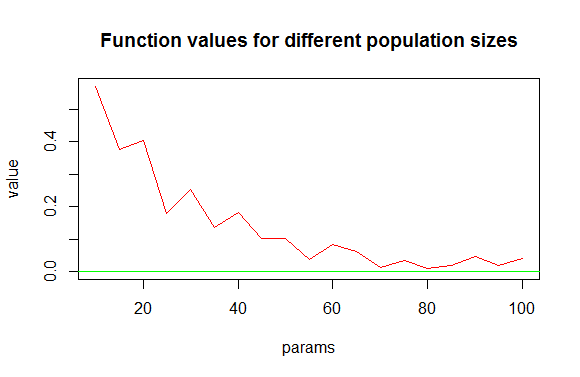 Function values for different population sizes
value
0.4
0.2
0.0
20 40 60 80 100
params